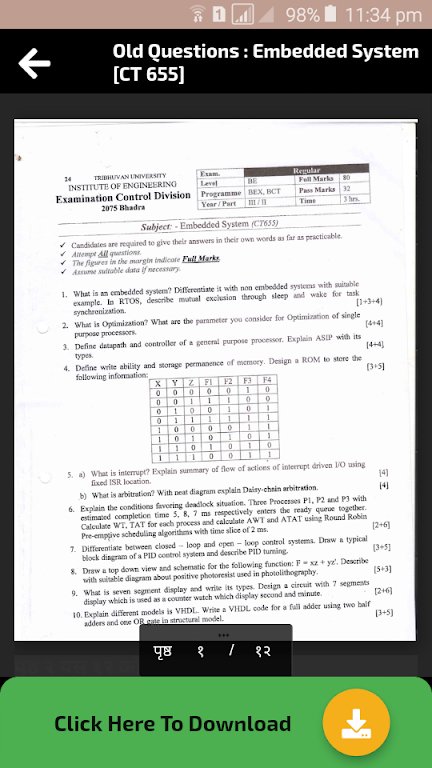 98% 11:34 pm
Old Questions : Embedded System
[CT 655]
24 TRIBHUVAN UNIVERSITY
INSTITUTE OF ENGINEERING
Examination Control Division
2075 Bhadra
Exam. Regular
Level BE Full Marks 80
Programme BEX, BCT Pass Marks 32
Year / Part III / II Time 3 hrs.
Subject: - Embedded System (CT655)
✓ Candidates are required to give their answers in their own words as far as practicable.
✓ Attempt All questions.
✓ The figures in the margin indicate Full Marks.
✓ Assume suitable data if necessary.
1. What is an embedded system? Differentiate it with non embedded systems with suitable
example. In RTOS, describe mutual exclusion through sleep and wake for task
synchronization. [1+3+4]
2. What is Optimization? What are the parameter you consider for Optimization of single
purpose processors. [4+4]
3. Define datapath and controller of a general purpose processor. Explain ASIP with its
types. [4+4]
4. Define write ability and storage permanence of memory. Design a ROM to store the
following information: [3+5]
X Y Z F1 F2 F3 F4
0 0 0 0 0 1 0
0 0 1 1 1 0 0
0 1 0 0 1 0 1
0 1 1 1 1 1 1
1 0 0 0 0 1
1 0 1 0 1 0 1
1 1 0 1 1 0 0
1 1 1 0 0 1 1
5. a) What is interrupt? Explain summary of flow of actions of interrupt driven I/O using
fixed ISR location. [4]
b) What is arbitration? With neat diagram explain Daisy-chain arbitration. [4]
6. Explain the conditions favoring deadlock situation. Three Processes P1, P2 and P3 with
estimated completion time 5, 8, 7 ms respectively enters the ready queue together.
Calculate WT, TAT for each process and calculate AWT and ATAT using Round Robin
Pre-emptive scheduling algorithms with time slice of 2 ms. [2+6]
7. Differentiate between closed – loop and open – loop control systems. Draw a typical
block diagram of a PID control system and describe PID tuning. [3+5]
8. Draw a top down view and schematic for the following function: F = xz + yz'. Describe
with suitable diagram about positive photoresist used in photolithography. [5+3]
9. What is seven segment display and write its types. Design a circuit with 7 segments
display which is used as a counter watch which display second and minute. [2+6]
10. Explain different models is VHDL. Write a VHDL code for a full adder using two half
adders and one OR gate in structural model. [3+5]
पृष्ठ १ / १२
Click Here To Download